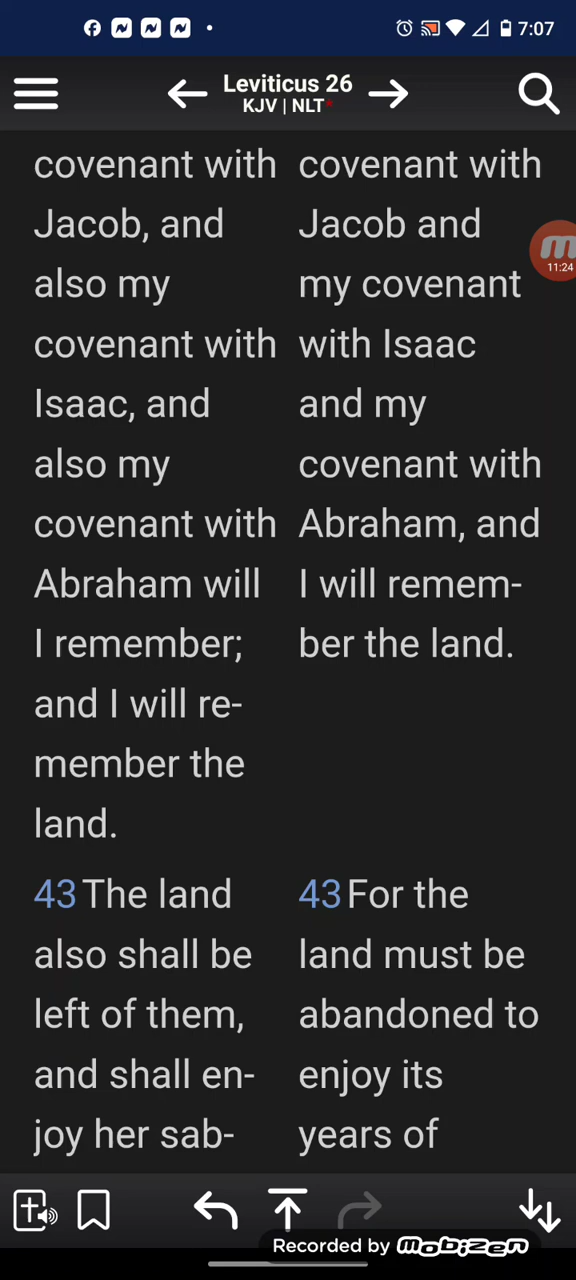 7:07
Leviticus 26
KJV | NLT*
covenant with
Jacob, and
also my
covenant with
Isaac, and
also my
covenant with
Abraham will
I remember;
and I will re-
member the
land.
43 The land
also shall be
left of them,
and shall en-
joy her sab-
covenant with
Jacob and
my covenant
with Isaac
and my
covenant with
Abraham, and
I will remem-
ber the land.
43 For the
land must be
abandoned to
enjoy its
years of
11:24
Recorded by mobizen